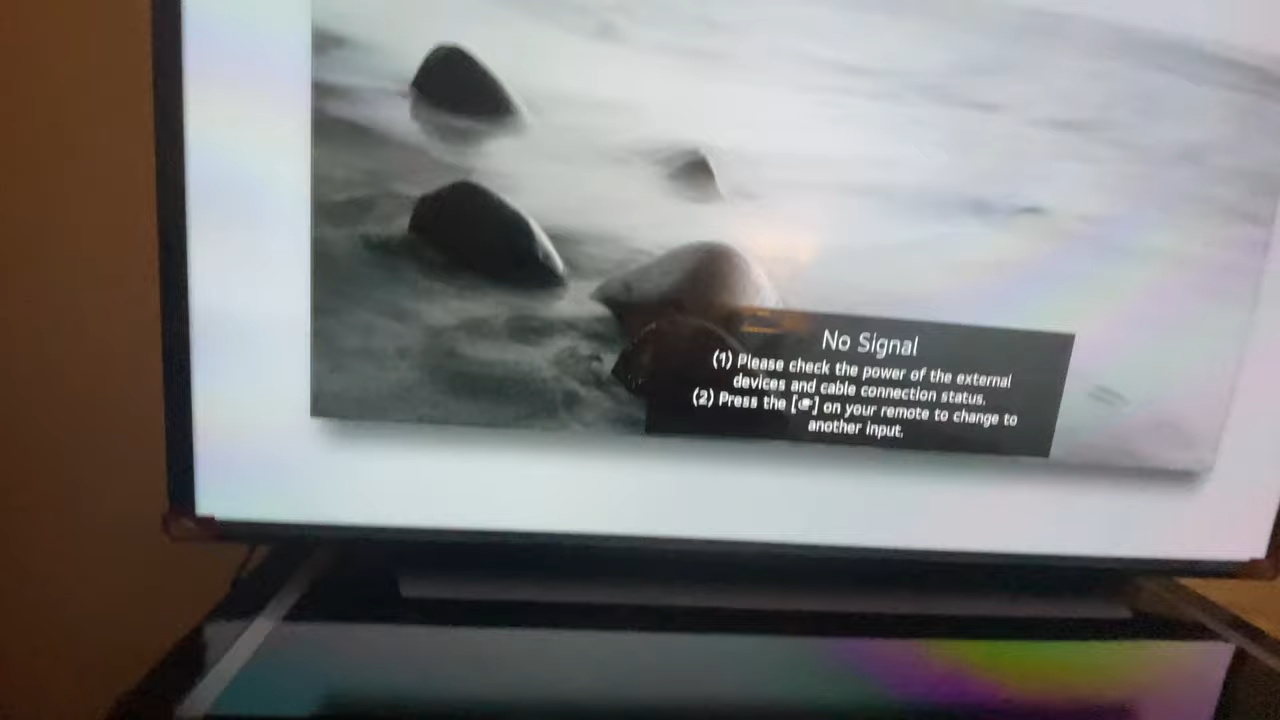 No Signal
(1) Please check the power of the external
devices and cable connection status.
(2) Press the [] on your remote to change to
another input.